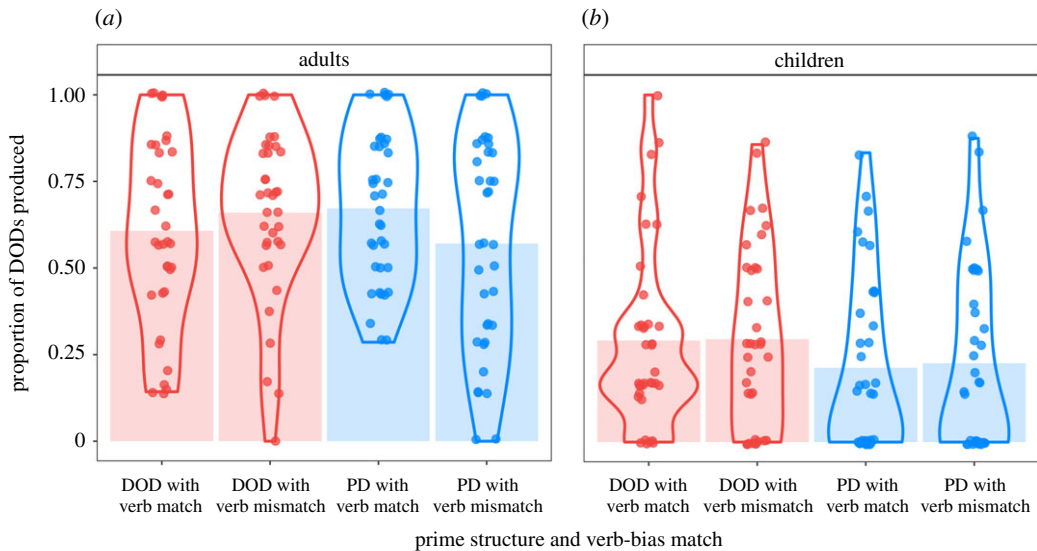 (a)
(b)
adults
children
proportion of DODs produced
1.00
0.75
0.50
0.25
0
DOD with
verb match
DOD with
verb mismatch
PD with
verb match
PD with
verb mismatch
DOD with
verb match
DOD with
verb mismatch
PD with
verb match
PD with
verb mismatch
prime structure and verb-bias match